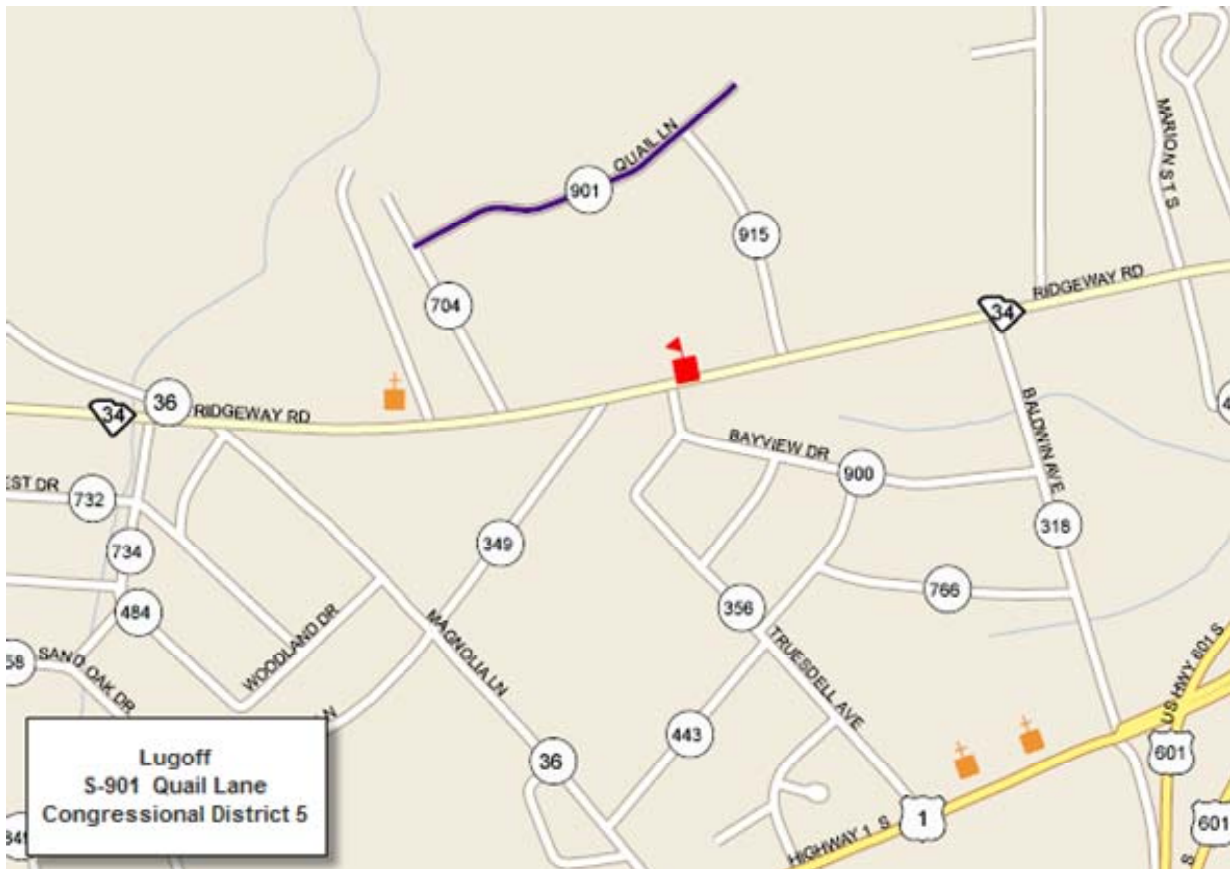 MARION ST S
QUAIL LN
901
915
RIDGEWAY RD
704
34
36
34
RIDGEWAY RD
BALDWIN AVE
BAYVIEW DR
900
EST DR
732
349
318
734
766
484
356
WOODLAND DR
MAGNOLIA LN
TRUESDELL AVE
58
SAND OAK DR
US HWY 601 S
LN
443
36
601
HIGHWAY 1 S
1
601
S
Lugoff
S-901 Quail Lane
Congressional District 5